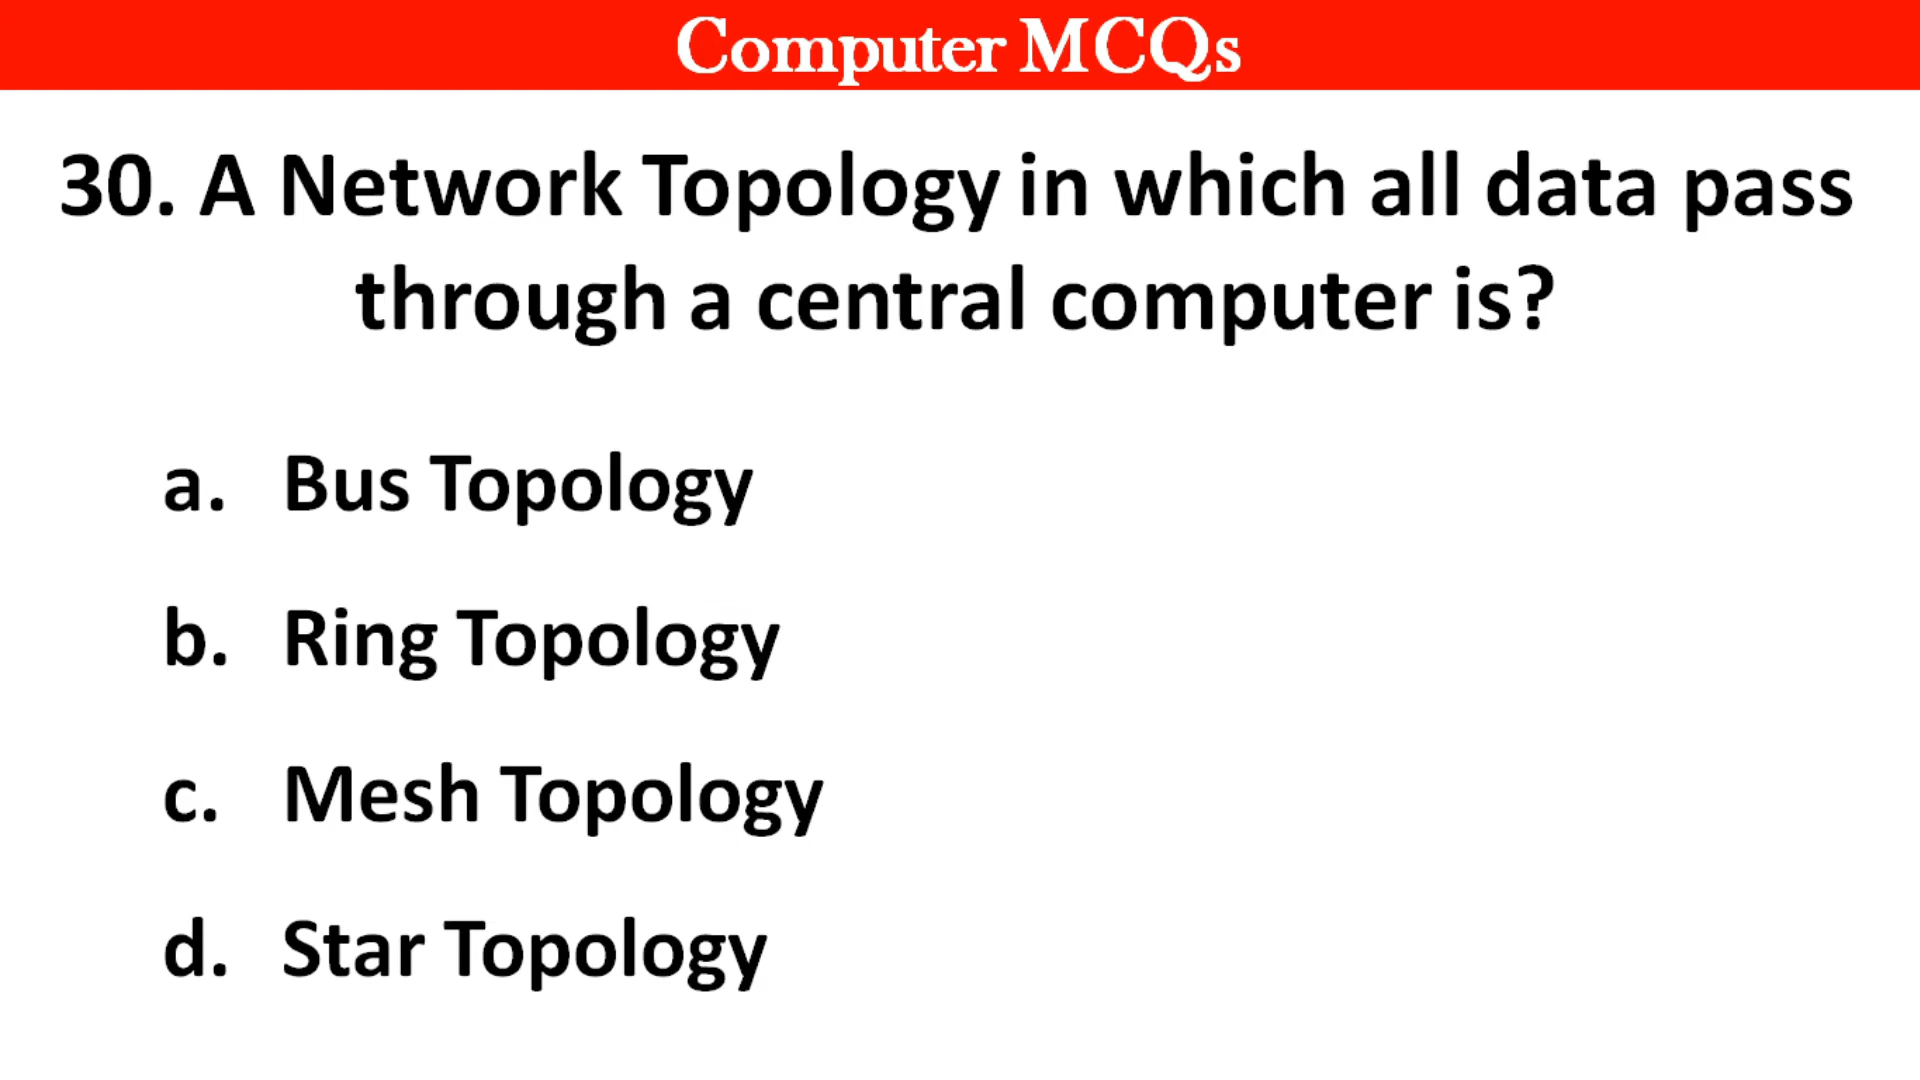 Computer MCQs
30. A Network Topology in which all data pass
through a central computer is?
a. Bus Topology
b. Ring Topology
c. Mesh Topology
d. Star Topology